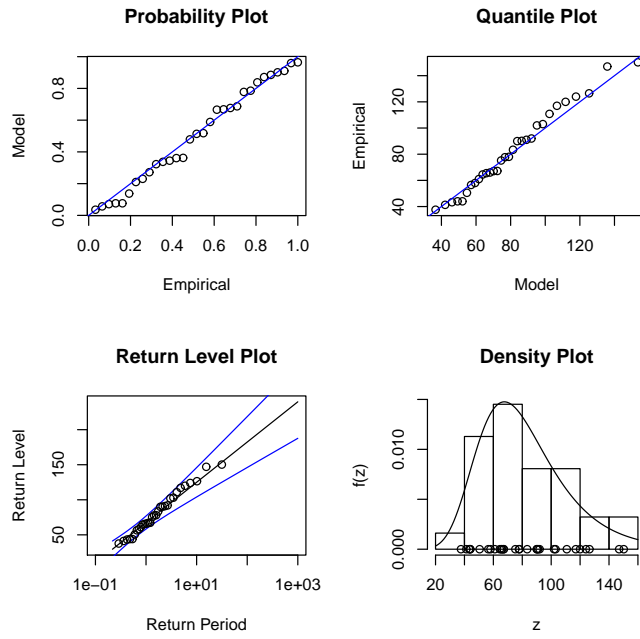 Probability Plot
Model
0.0 0.4 0.8
0.0 0.2 0.4 0.6 0.8 1.0
Empirical
Quantile Plot
Empirical
40 80 120
40 60 80 120
Model
Return Level Plot
Return Level
50 150
1e−01 1e+01 1e+03
Return Period
Density Plot
f(z)
0.000 0.010
20 60 100 140
z